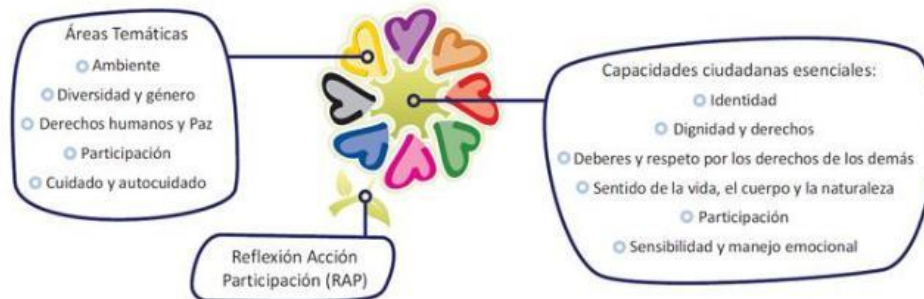 Áreas Temáticas
Ambiente
Diversidad y género
Derechos humanos y Paz
Participación
Cuidado y autocuidado
Reflexión Acción
Participación (RAP)
Capacidades ciudadanas esenciales:
Identidad
Dignidad y derechos
Deberes y respeto por los derechos de los demás
Sentido de la vida, el cuerpo y la naturaleza
Participación
Sensibilidad y manejo emocional